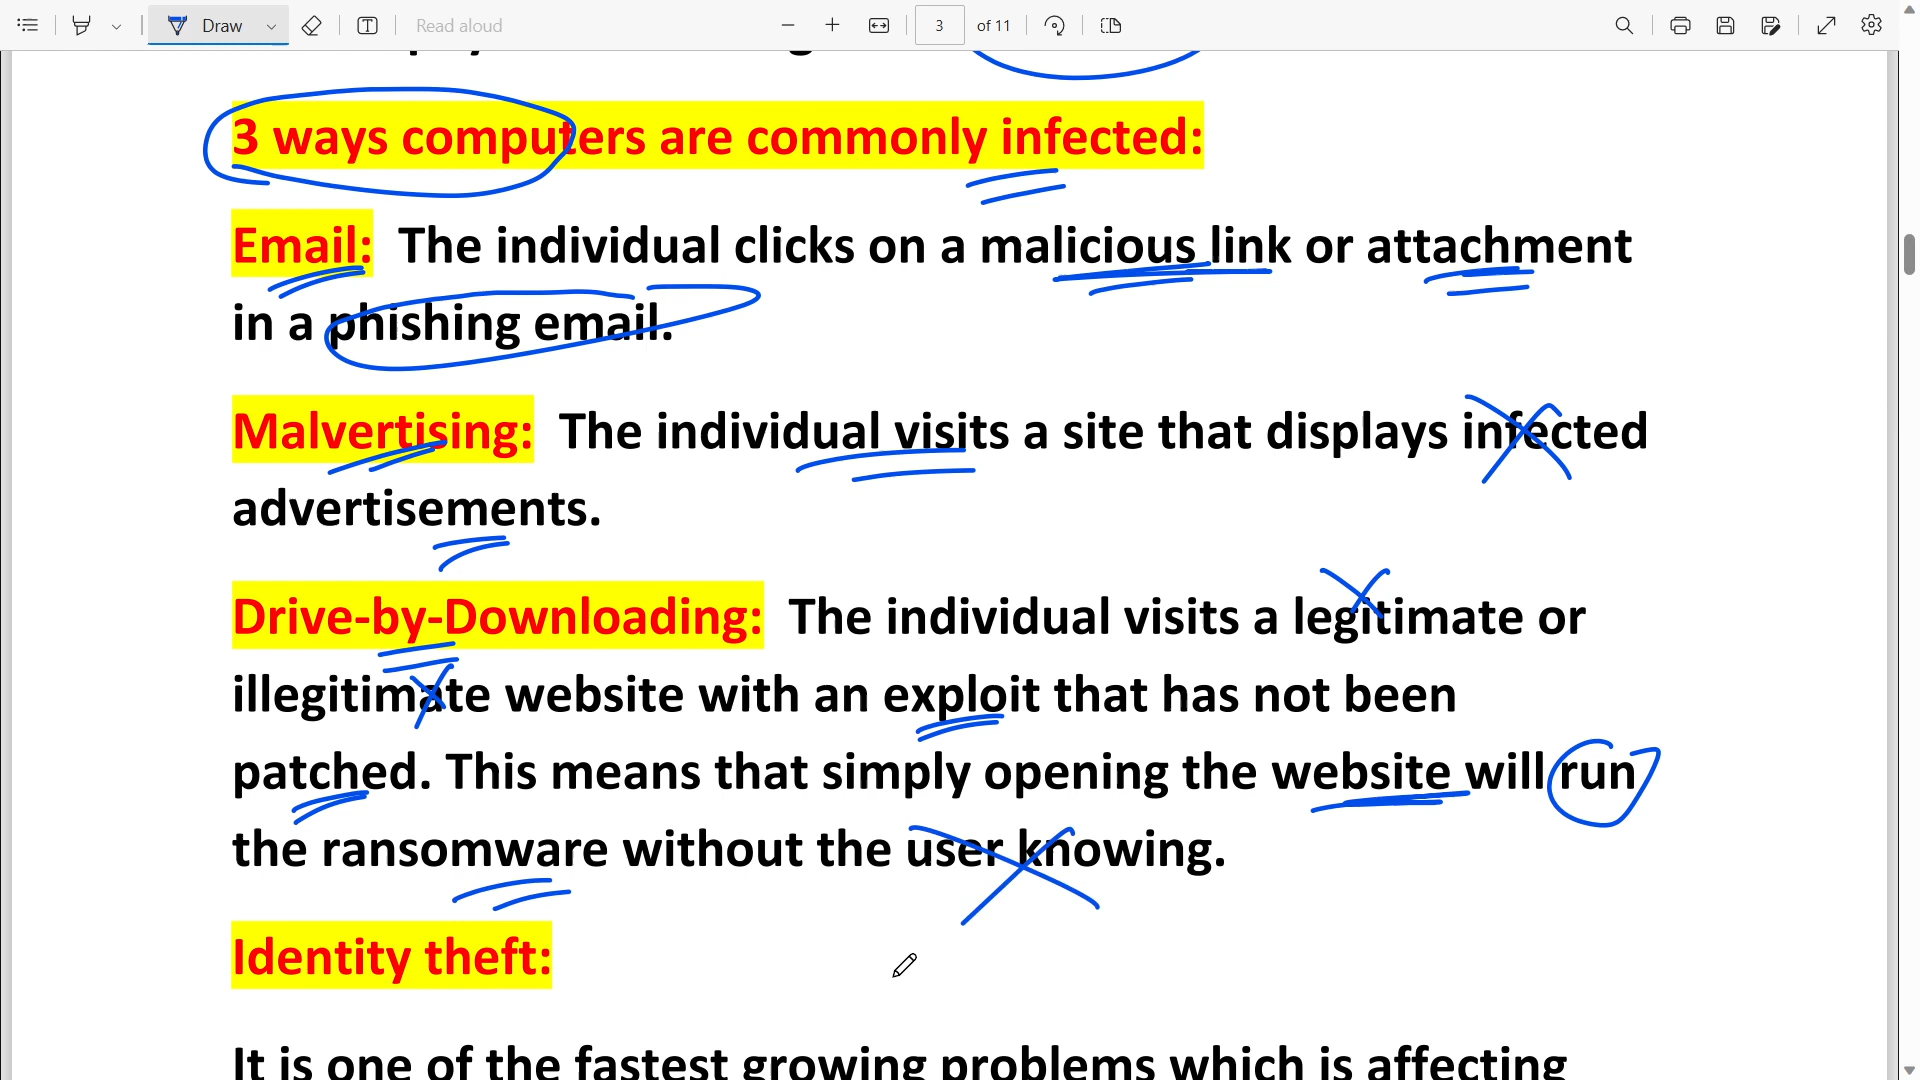 Draw
Read aloud
3
of 11
3 ways computers are commonly infected:
Email: The individual clicks on a malicious link or attachment
in a phishing email.
Malvertising: The individual visits a site that displays infected
advertisements.
Drive-by-Downloading: The individual visits a legitimate or
illegitimate website with an exploit that has not been
patched. This means that simply opening the website will run
the ransomware without the user knowing.
Identity theft:
It is one of the fastest growing problems which is affecting